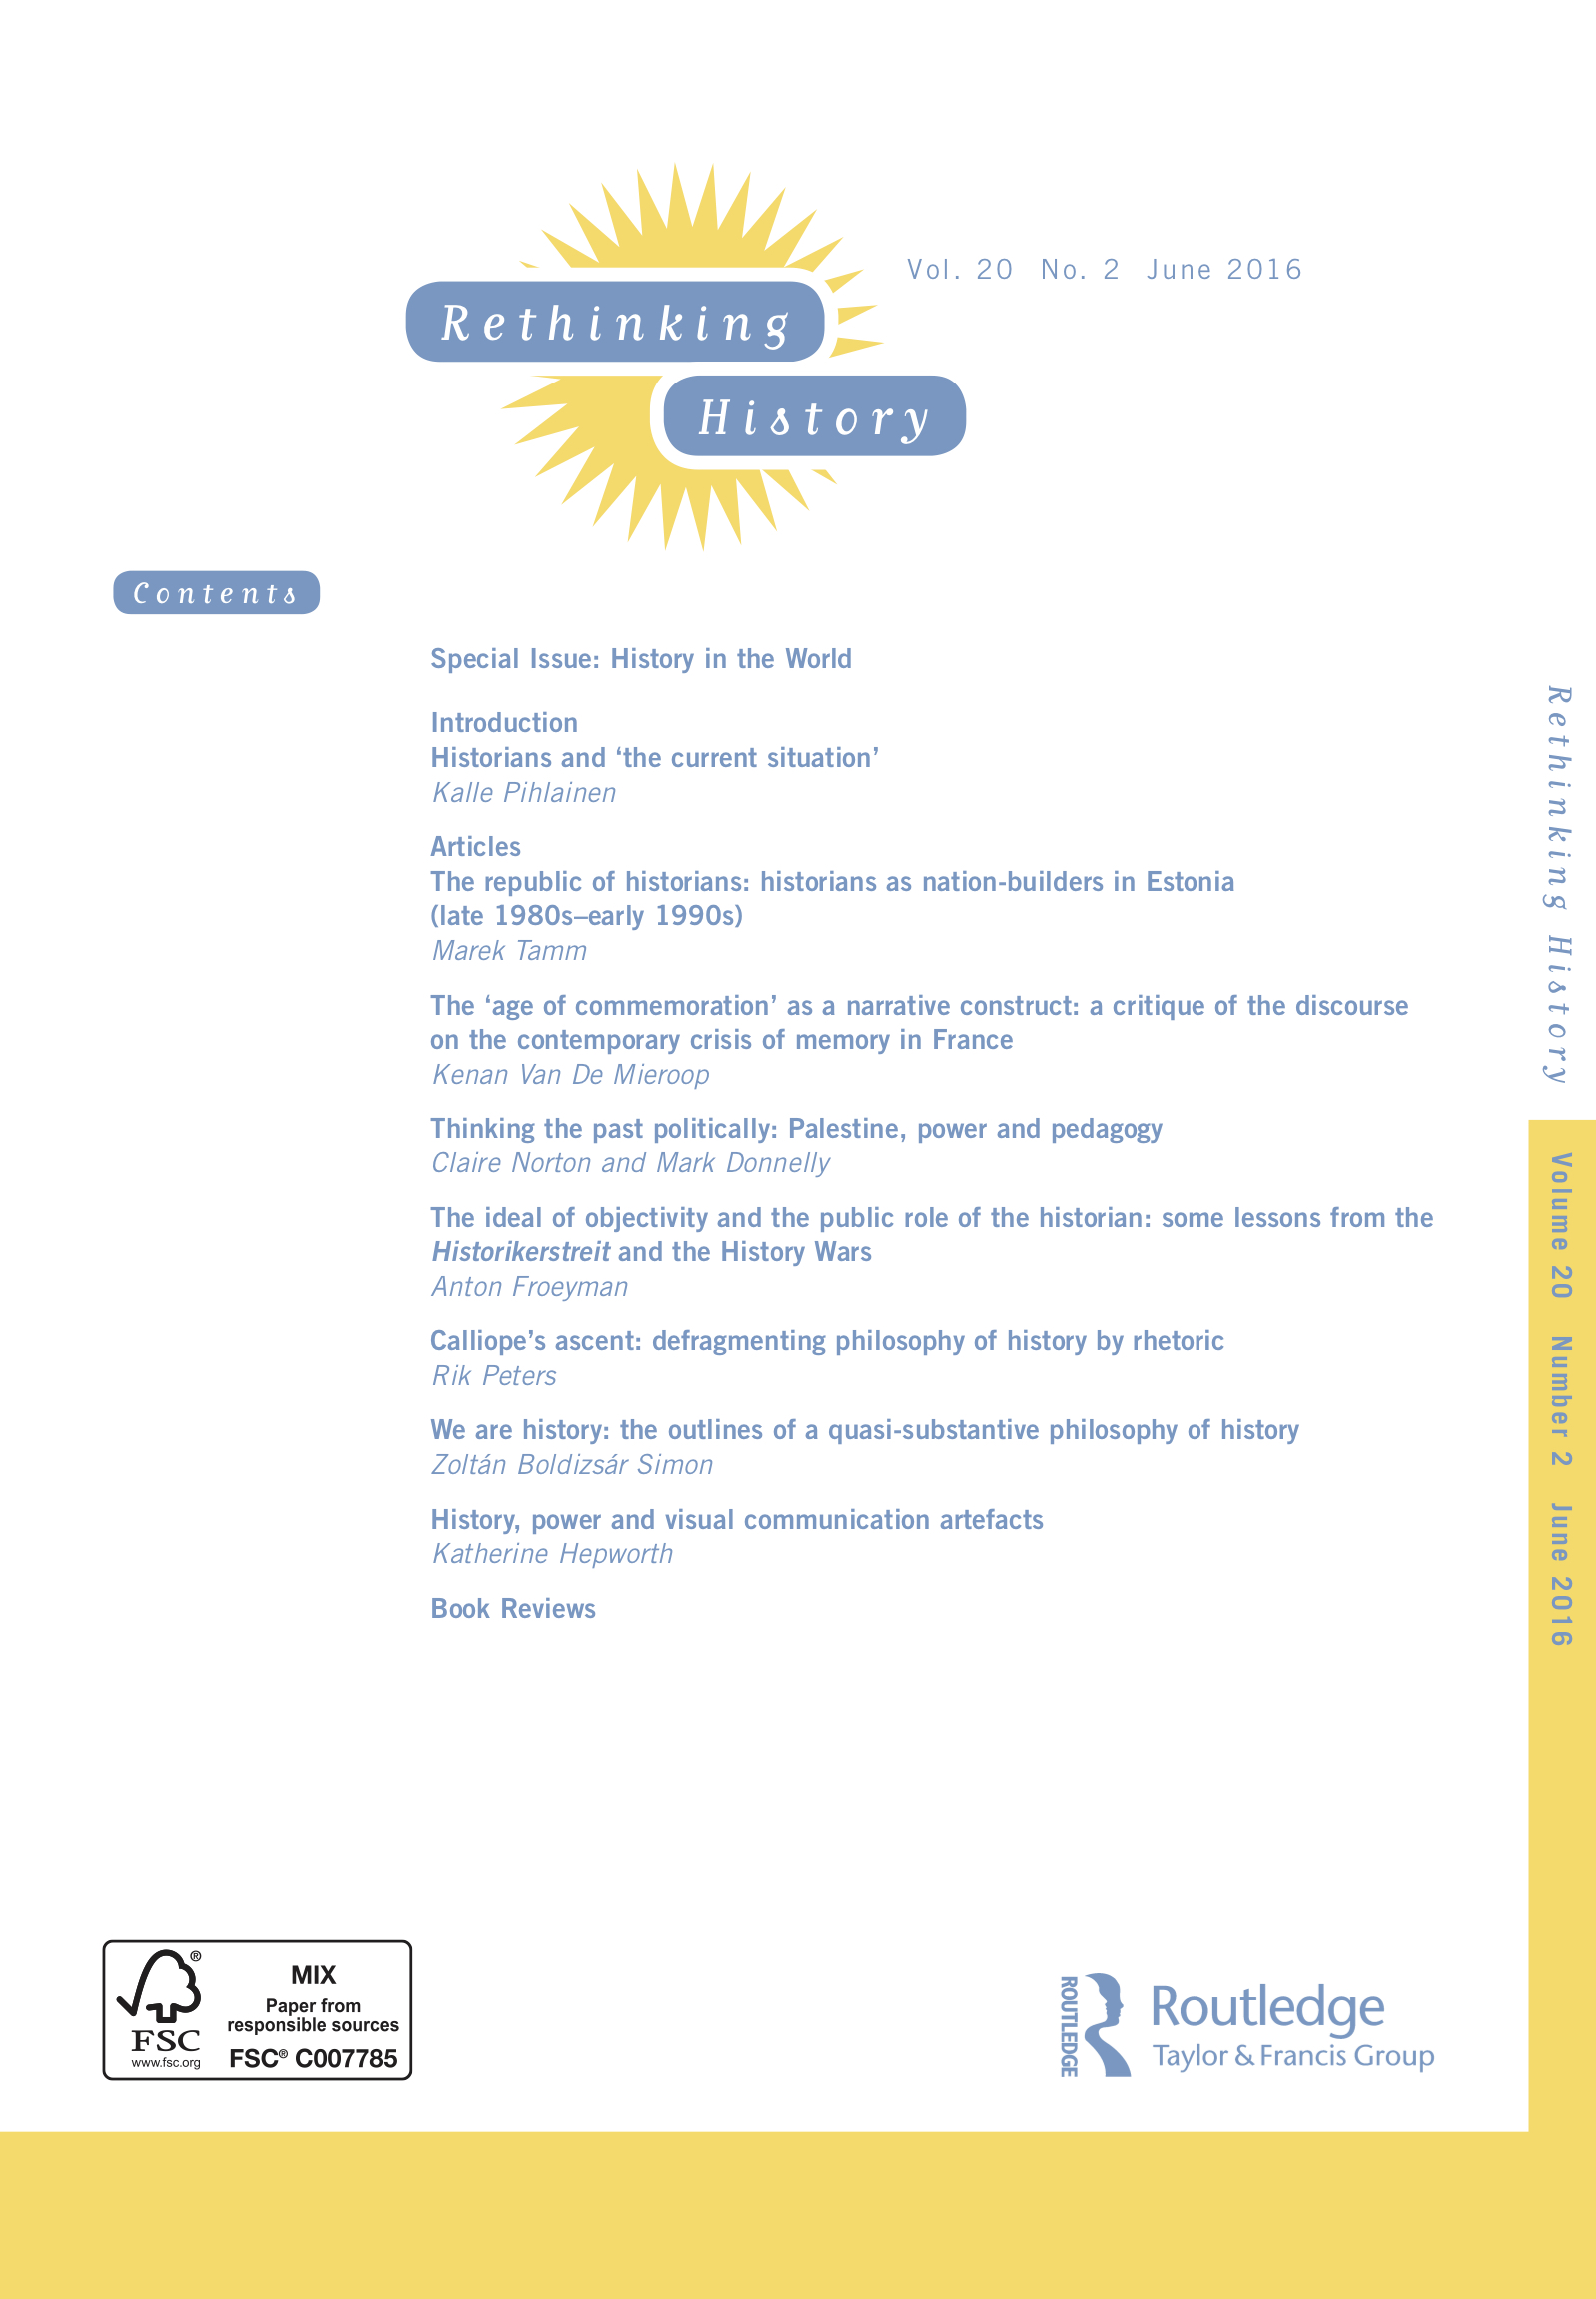 Vol. 20 No. 2 June 2016
Rethinking
History
Contents
Special Issue: History in the World
Introduction
Historians and ‘the current situation’
Kalle Pihlainen
Articles
The republic of historians: historians as nation-builders in Estonia
(late 1980s–early 1990s)
Marek Tamm
The ‘age of commemoration’ as a narrative construct: a critique of the discourse
on the contemporary crisis of memory in France
Kenan Van De Mieroop
Thinking the past politically: Palestine, power and pedagogy
Claire Norton and Mark Donnelly
The ideal of objectivity and the public role of the historian: some lessons from the
Historikerstreit and the History Wars
Anton Froeyman
Calliope’s ascent: defragmenting philosophy of history by rhetoric
Rik Peters
We are history: the outlines of a quasi-substantive philosophy of history
Zoltán Boldizsár Simon
History, power and visual communication artefacts
Katherine Hepworth
Book Reviews
Rethinking History
Volume 20 Number 2 June 2016
®
FSC
www.fsc.org
MIX
Paper from
responsible sources
FSC® C007785
ROUTLEDGE
Routledge
Taylor & Francis Group